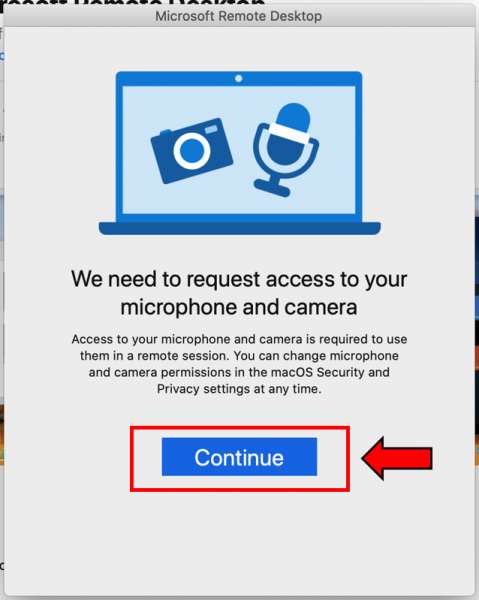 Microsoft Remote Desktop
We need to request access to your
microphone and camera
Access to your microphone and camera is required to use
them in a remote session. You can change microphone
and camera permissions in the macOS Security and
Privacy settings at any time.
Continue